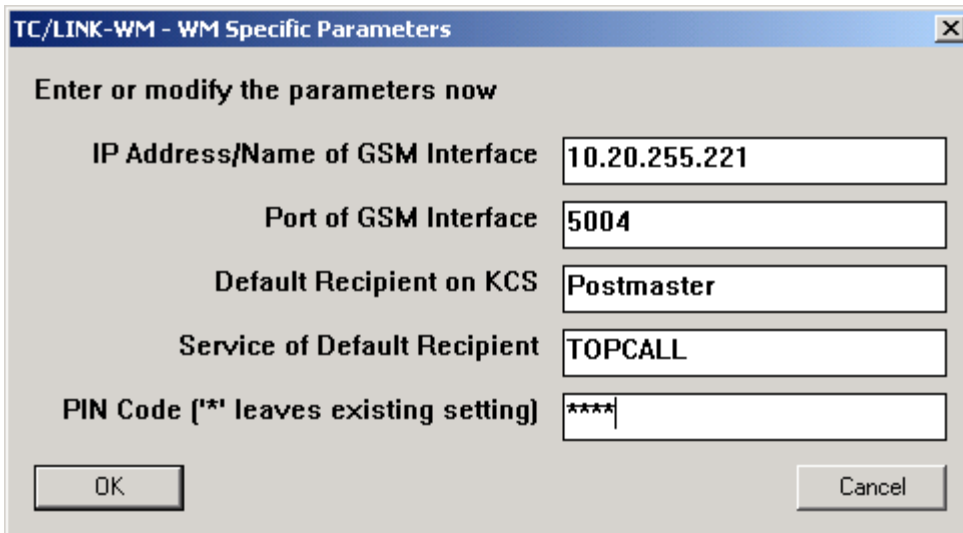 TC/LINK-WM - WM Specific Parameters
Enter or modify the parameters now
IP Address/Name of GSM Interface 10.20.255.221
Port of GSM Interface 5004
Default Recipient on KCS Postmaster
Service of Default Recipient TOPCALL
PIN Code ('*' leaves existing setting) ****
OK Cancel